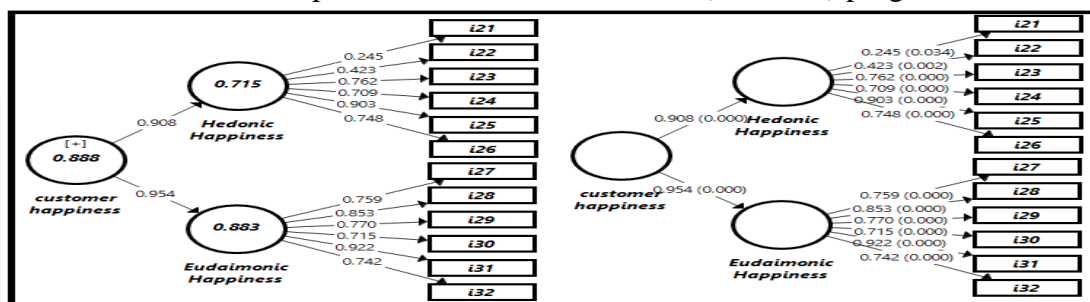 i21
i22
i23
i24
i25
i26
i27
i28
i29
i30
i31
i32
0.245
0.423
0.762
0.709
0.903
0.748
0.715
Hedonic
Happiness
0.908
[+]
0.888
customer
happiness
0.954
0.759
0.853
0.770
0.715
0.922
0.742
0.883
Eudaimonic
Happiness
i21
i22
i23
i24
i25
i26
i27
i28
i29
i30
i31
i32
0.245 (0.034)
0.423 (0.002)
0.762 (0.000)
0.709 (0.000)
0.903 (0.000)
0.748 (0.000)
Hedonic
Happiness
0.908 (0.000)
customer
happiness
0.954 (0.000)
0.759 (0.000)
0.853 (0.000)
0.770 (0.000)
0.715 (0.000)
0.922 (0.000)
0.742 (0.000)
Eudaimonic
Happiness